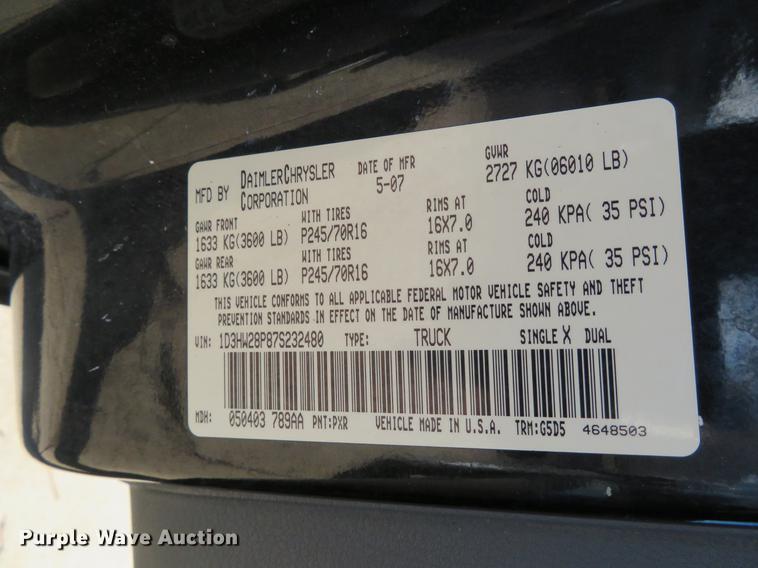 MFD BY DAIMLERCHRYSLER CORPORATION DATE OF MFR 5-07 GVWR 2727 KG(06010 LB)
GAWR FRONT WITH TIRES RIMS AT COLD
1633 KG(3600 LB) P245/70R16 16X7.0 240 KPA( 35 PSI)
GAWR REAR WITH TIRES RIMS AT COLD
1633 KG(3600 LB) P245/70R16 16X7.0 240 KPA( 35 PSI)
THIS VEHICLE CONFORMS TO ALL APPLICABLE FEDERAL MOTOR VEHICLE SAFETY AND THEFT
PREVENTION STANDARDS IN EFFECT ON THE DATE OF MANUFACTURE SHOWN ABOVE.
VIN: 1D3HW28P87S232480 TYPE: TRUCK SINGLE X DUAL
MDH: 050403 789AA PNT:PXR VEHICLE MADE IN U.S.A. TRM:G5D5 4648503
Purple Wave Auction